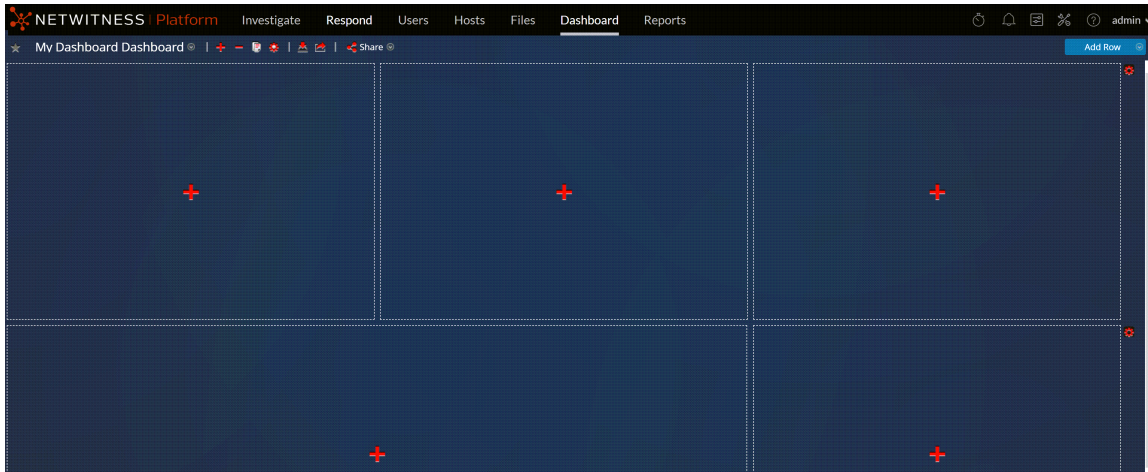 NETWITNESS Platform Investigate Respond Users Hosts Files Dashboard Reports admin
My Dashboard Dashboard Share Add Row